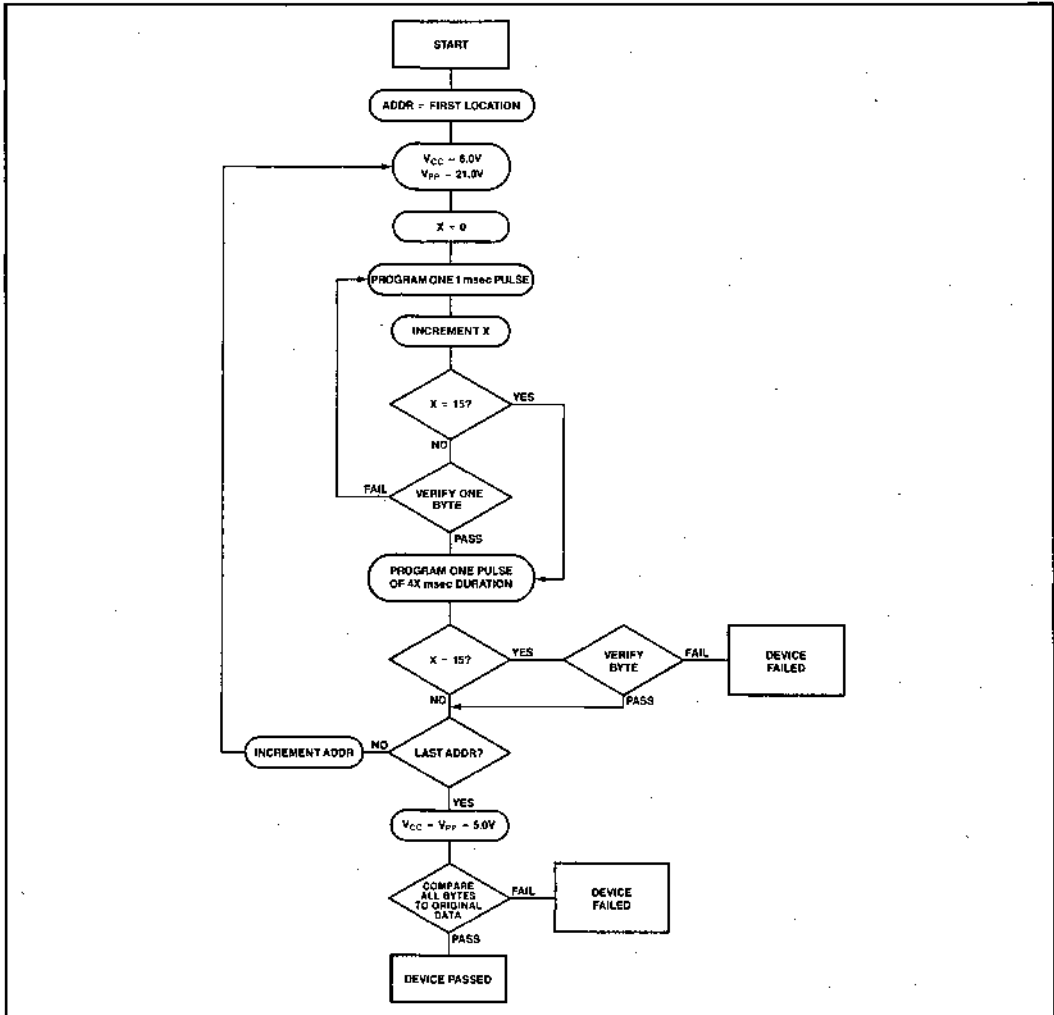 START
ADDR = FIRST LOCATION
VCC = 6.0V
VPP = 21.0V
X = 0
PROGRAM ONE 1 msec PULSE
INCREMENT X
X = 15?
YES
NO
FAIL
VERIFY ONE
BYTE
PASS
PROGRAM ONE PULSE
OF 4X msec DURATION
X = 15?
YES
VERIFY
BYTE
FAIL
DEVICE
FAILED
NO
PASS
INCREMENT ADDR
NO
LAST ADDR?
YES
VCC = VPP = 5.0V
COMPARE
ALL BYTES
TO ORIGINAL
DATA
FAIL
DEVICE
FAILED
PASS
DEVICE PASSED